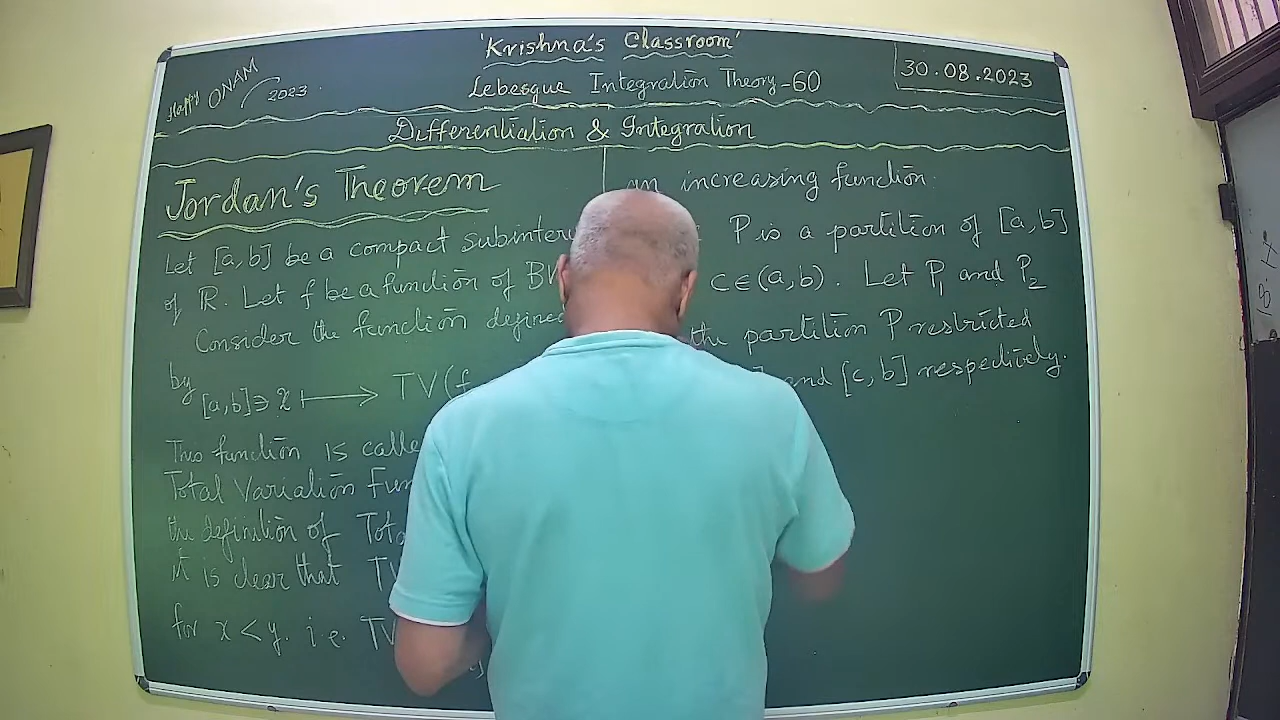 'Krishna's Classroom'
Happy ONAM 2023.
Lebesgue Integration Theory-60
30.08.2023
Differentiation & Integration
Jordan's Theorem
Let [a,b] be a compact subinter
of R. Let f be a function of BV
Consider the function define
by
[a,b]∋x⟼ TV(f
This function is calle
Total Variation Fun
the definition of Tota
it is clear that TV
for x<y. i.e. TV
an increasing function.
P is a partition of [a,b]
c∈(a,b). Let P₁ and P₂
the partition P restricted
] and [c,b] respectively.